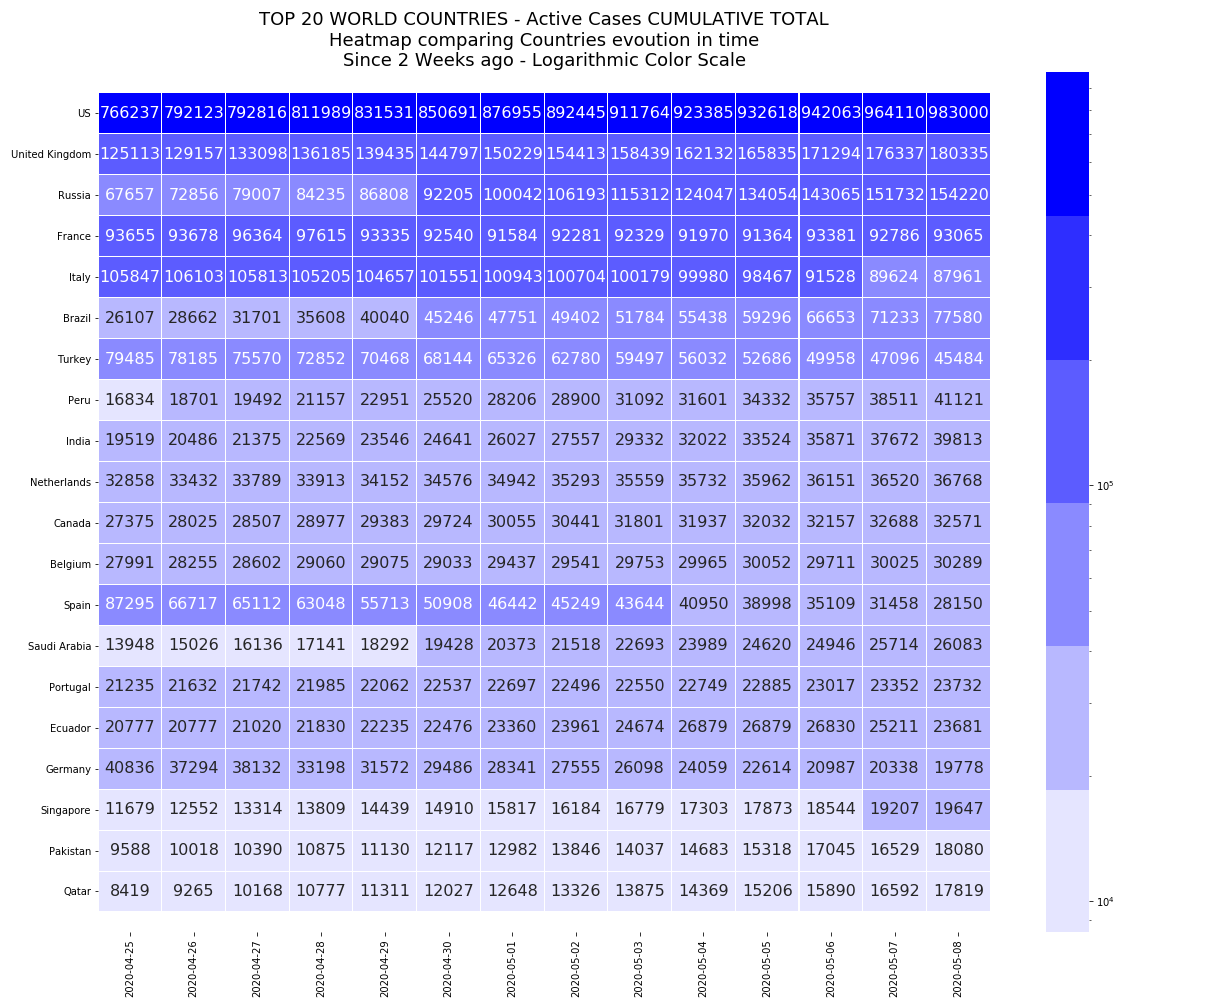 TOP 20 WORLD COUNTRIES - Active Cases CUMULATIVE TOTAL
Heatmap comparing Countries evoution in time
Since 2 Weeks ago - Logarithmic Color Scale
US 766237 792123 792816 811989 831531 850691 876955 892445 911764 923385 932618 942063 964110 983000
United Kingdom 125113 129157 133098 136185 139435 144797 150229 154413 158439 162132 165835 171294 176337 180335
Russia 67657 72856 79007 84235 86808 92205 100042 106193 115312 124047 134054 143065 151732 154220
France 93655 93678 96364 97615 93335 92540 91584 92281 92329 91970 91364 93381 92786 93065
Italy 105847 106103 105813 105205 104657 101551 100943 100704 100179 99980 98467 91528 89624 87961
Brazil 26107 28662 31701 35608 40040 45246 47751 49402 51784 55438 59296 66653 71233 77580
Turkey 79485 78185 75570 72852 70468 68144 65326 62780 59497 56032 52686 49958 47096 45484
Peru 16834 18701 19492 21157 22951 25520 28206 28900 31092 31601 34332 35757 38511 41121
India 19519 20486 21375 22569 23546 24641 26027 27557 29332 32022 33524 35871 37672 39813
Netherlands 32858 33432 33789 33913 34152 34576 34942 35293 35559 35732 35962 36151 36520 36768
Canada 27375 28025 28507 28977 29383 29724 30055 30441 31801 31937 32032 32157 32688 32571
Belgium 27991 28255 28602 29060 29075 29033 29437 29541 29753 29965 30052 29711 30025 30289
Spain 87295 66717 65112 63048 55713 50908 46442 45249 43644 40950 38998 35109 31458 28150
Saudi Arabia 13948 15026 16136 17141 18292 19428 20373 21518 22693 23989 24620 24946 25714 26083
Portugal 21235 21632 21742 21985 22062 22537 22697 22496 22550 22749 22885 23017 23352 23732
Ecuador 20777 20777 21020 21830 22235 22476 23360 23961 24674 26879 26879 26830 25211 23681
Germany 40836 37294 38132 33198 31572 29486 28341 27555 26098 24059 22614 20987 20338 19778
Singapore 11679 12552 13314 13809 14439 14910 15817 16184 16779 17303 17873 18544 19207 19647
Pakistan 9588 10018 10390 10875 11130 12117 12982 13846 14037 14683 15318 17045 16529 18080
Qatar 8419 9265 10168 10777 11311 12027 12648 13326 13875 14369 15206 15890 16592 17819
2020-04-25 2020-04-26 2020-04-27 2020-04-28 2020-04-29 2020-04-30 2020-05-01 2020-05-02 2020-05-03 2020-05-04 2020-05-05 2020-05-06 2020-05-07 2020-05-08
10⁵
10⁴